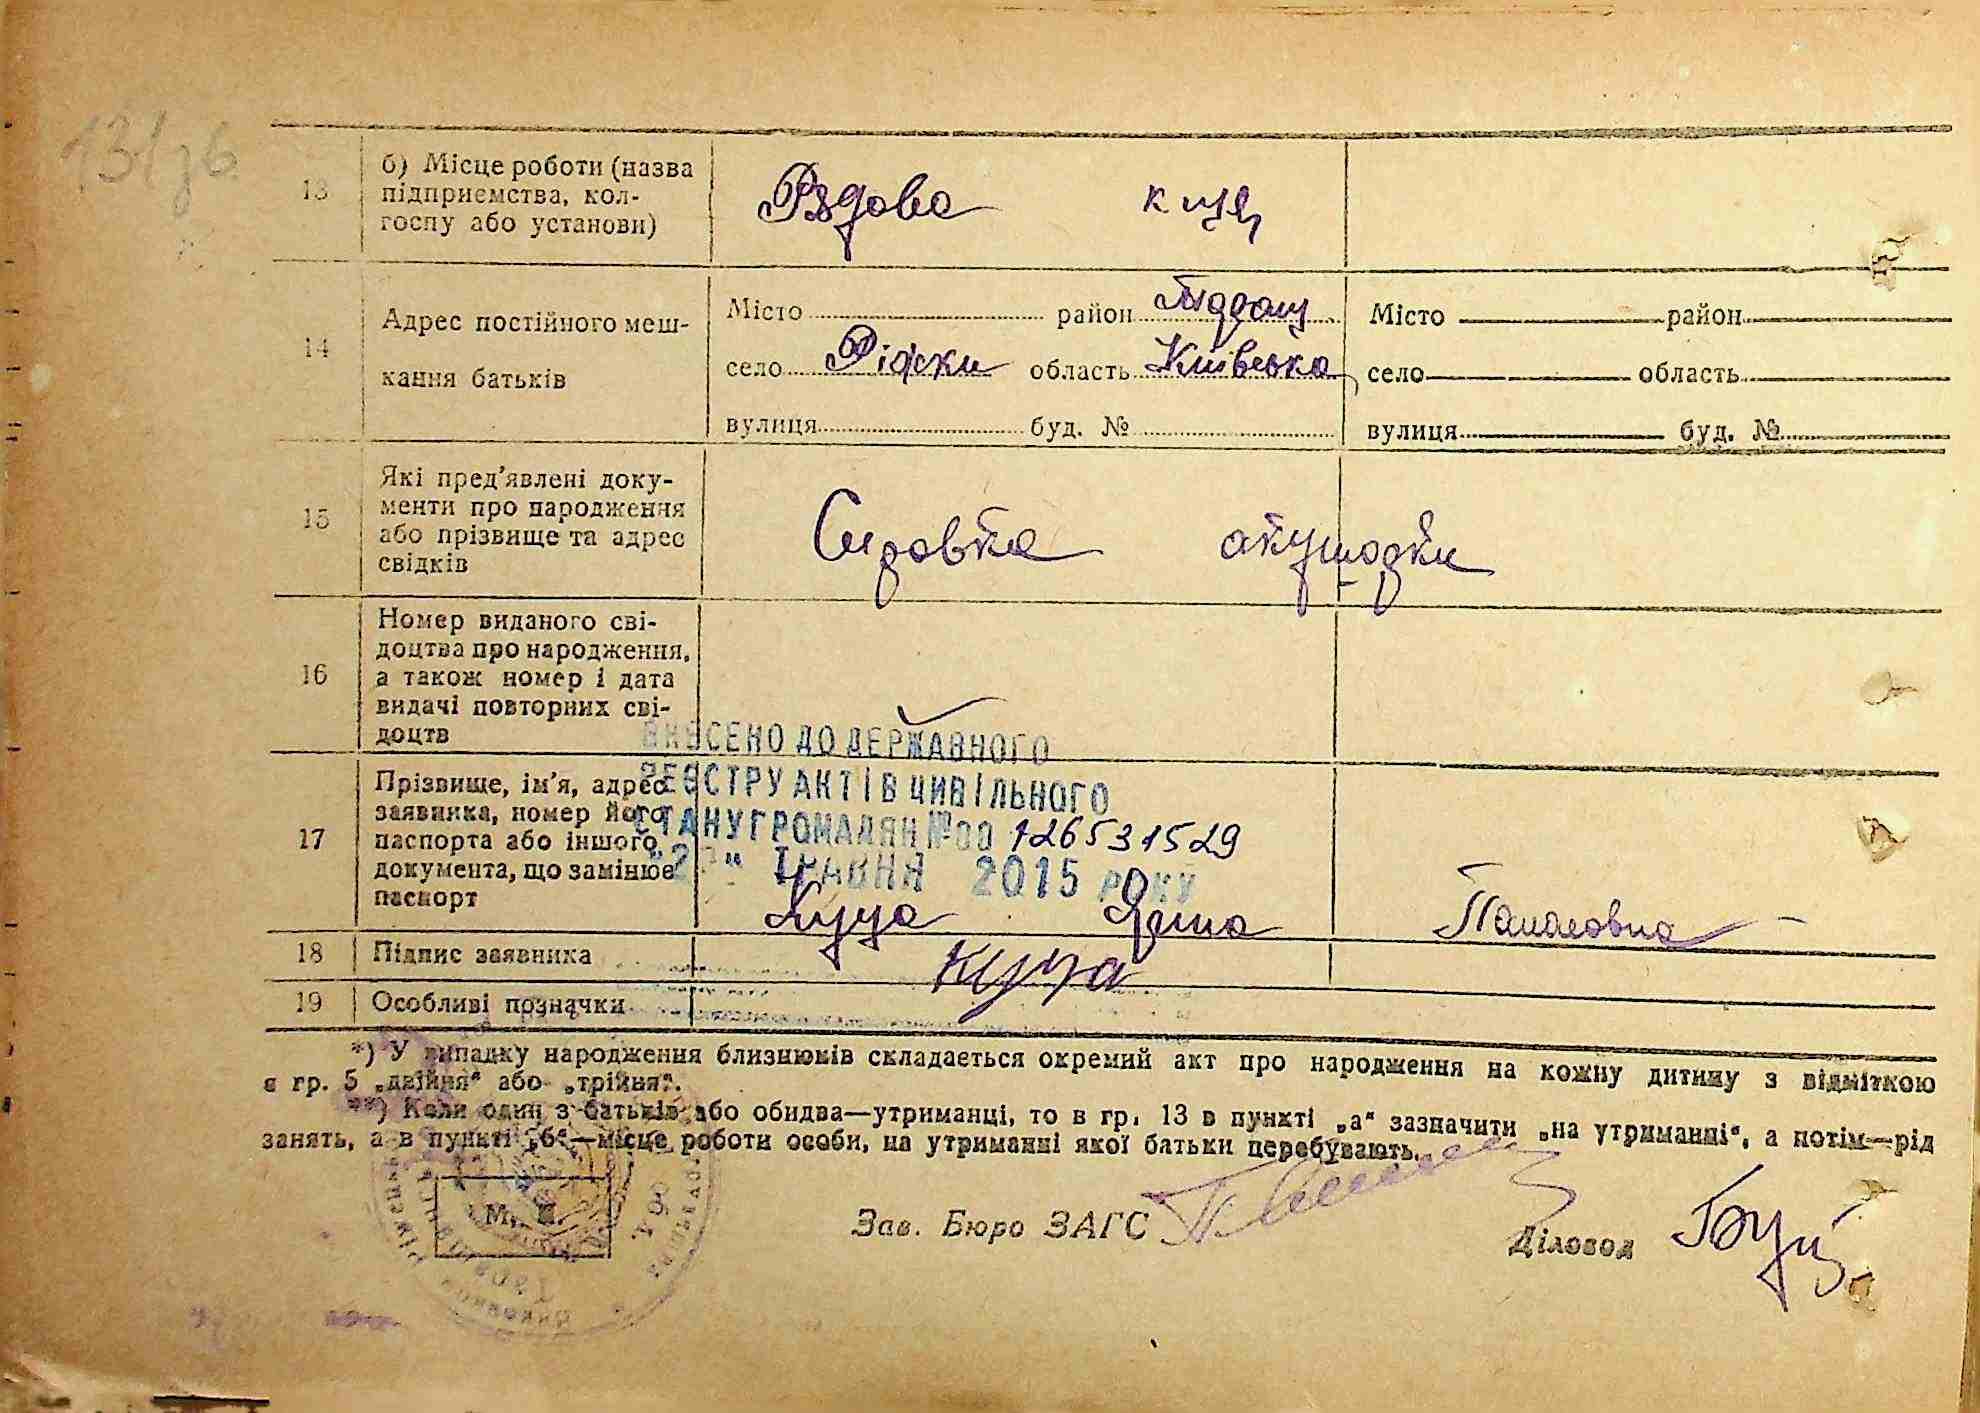 131зв
13 б) Місце роботи (назва
підприємства, кол-
госпу або установи)
Рядова
14 Адрес постійного меш-
кання батьків
Місто район
село Ріжки область Київська
вулиця буд. №
Місто район
село область
вулиця буд. №
15 Які пред'явлені доку-
менти про народження
або прізвище та адрес
свідків
Справка акушорки
16 Номер виданого сві-
доцтва про народження,
а також номер і дата
видачі повторних сві-
доцтв
ВНЕСЕНО ДО ДЕРЖАВНОГО
РЕЄСТРУ АКТІВ ЦИВІЛЬНОГО
СТАНУ ГРОМАДЯН №00126531529
ТРАВНЯ 2015 РОКУ
17 Прізвище, ім'я, адрес
заявника, номер його
паспорта або іншого
документа, що замінює
паспорт
Куца Панасовна
18 Підпис заявника
Куца
19 Особливі позначки
*) У випадку народження близнюків складається окремий акт про народження на кожну дитину з відміткою
в гр. 5 „двійня“ або „трійня“.
**) Коли один з батьків або обидва—утриманці, то в гр. 13 в пункті „а“ зазначити „на утриманні“, а потім—рід
занять, а в пункті „б“—місце роботи особи, на утриманні якої батьки перебувають.
М. П.
Зав. Бюро ЗАГС
Діловод